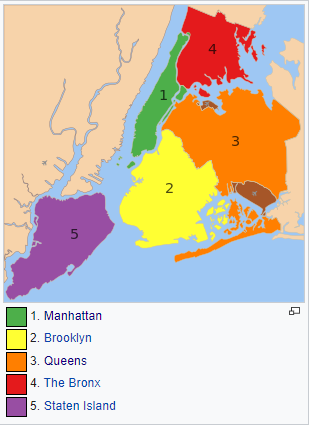 4
1
3
2
5
1. Manhattan
2. Brooklyn
3. Queens
4. The Bronx
5. Staten Island